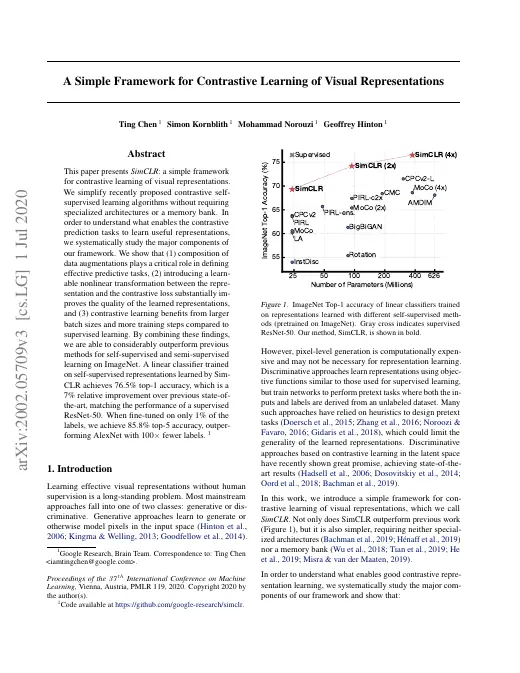 A Simple Framework for Contrastive Learning of Visual Representations
Ting Chen 1 Simon Kornblith 1 Mohammad Norouzi 1 Geoffrey Hinton 1
Abstract
This paper presents SimCLR: a simple framework
for contrastive learning of visual representations.
We simplify recently proposed contrastive self-
supervised learning algorithms without requiring
specialized architectures or a memory bank. In
order to understand what enables the contrastive
prediction tasks to learn useful representations,
we systematically study the major components of
our framework. We show that (1) composition of
data augmentations plays a critical role in defining
effective predictive tasks, (2) introducing a learn-
able nonlinear transformation between the repre-
sentation and the contrastive loss substantially im-
proves the quality of the learned representations,
and (3) contrastive learning benefits from larger
batch sizes and more training steps compared to
supervised learning. By combining these findings,
we are able to considerably outperform previous
methods for self-supervised and semi-supervised
learning on ImageNet. A linear classifier trained
on self-supervised representations learned by Sim-
CLR achieves 76.5% top-1 accuracy, which is a
7% relative improvement over previous state-of-
the-art, matching the performance of a supervised
ResNet-50. When fine-tuned on only 1% of the
labels, we achieve 85.8% top-5 accuracy, outper-
forming AlexNet with 100× fewer labels. 1
1. Introduction
Learning effective visual representations without human
supervision is a long-standing problem. Most mainstream
approaches fall into one of two classes: generative or dis-
criminative. Generative approaches learn to generate or
otherwise model pixels in the input space (Hinton et al.,
2006; Kingma & Welling, 2013; Goodfellow et al., 2014).
1Google Research, Brain Team. Correspondence to: Ting Chen
<iamtingchen@google.com>.
Proceedings of the 37th International Conference on Machine
Learning, Vienna, Austria, PMLR 119, 2020. Copyright 2020 by
the author(s).
1Code available at https://github.com/google-research/simclr.
ImageNet Top-1 Accuracy (%)
75
70
65
60
55
Supervised
SimCLR (4x)
SimCLR (2x)
SimCLR
CPCv2-L
CMC
MoCo (4x)
PIRL-c2x
AMDIM
MoCo (2x)
PIRL-ens.
CPCv2
PIRL
MoCo
LA
BigBiGAN
Rotation
InstDisc
25 50 100 200 400 626
Number of Parameters (Millions)
Figure 1. ImageNet Top-1 accuracy of linear classifiers trained
on representations learned with different self-supervised meth-
ods (pretrained on ImageNet). Gray cross indicates supervised
ResNet-50. Our method, SimCLR, is shown in bold.
However, pixel-level generation is computationally expen-
sive and may not be necessary for representation learning.
Discriminative approaches learn representations using objec-
tive functions similar to those used for supervised learning,
but train networks to perform pretext tasks where both the in-
puts and labels are derived from an unlabeled dataset. Many
such approaches have relied on heuristics to design pretext
tasks (Doersch et al., 2015; Zhang et al., 2016; Noroozi &
Favaro, 2016; Gidaris et al., 2018), which could limit the
generality of the learned representations. Discriminative
approaches based on contrastive learning in the latent space
have recently shown great promise, achieving state-of-the-
art results (Hadsell et al., 2006; Dosovitskiy et al., 2014;
Oord et al., 2018; Bachman et al., 2019).
In this work, we introduce a simple framework for con-
trastive learning of visual representations, which we call
SimCLR. Not only does SimCLR outperform previous work
(Figure 1), but it is also simpler, requiring neither special-
ized architectures (Bachman et al., 2019; Hénaff et al., 2019)
nor a memory bank (Wu et al., 2018; Tian et al., 2019; He
et al., 2019; Misra & van der Maaten, 2019).
In order to understand what enables good contrastive repre-
sentation learning, we systematically study the major com-
ponents of our framework and show that:
arXiv:2002.05709v3 [cs.LG] 1 Jul 2020